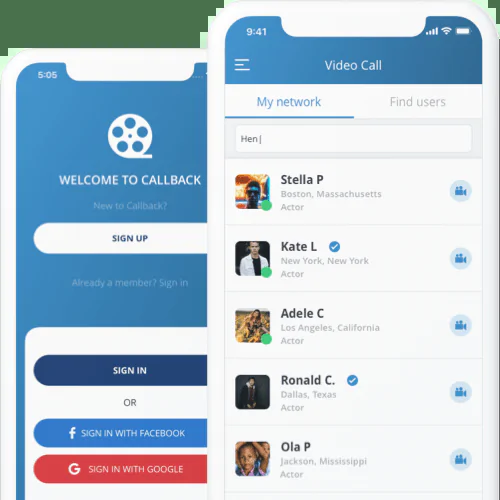 5:05
WELCOME TO CALLBACK
New to Callback?
SIGN UP
Already a member? Sign in
SIGN IN
OR
SIGN IN WITH FACEBOOK
SIGN IN WITH GOOGLE
9:41
Video Call
My network
Find users
Hen|
Stella P
Boston, Massachusetts
Actor
Kate L
New York, New York
Actor
Adele C
Los Angeles, California
Actor
Ronald C.
Dallas, Texas
Actor
Ola P
Jackson, Mississippi
Actor